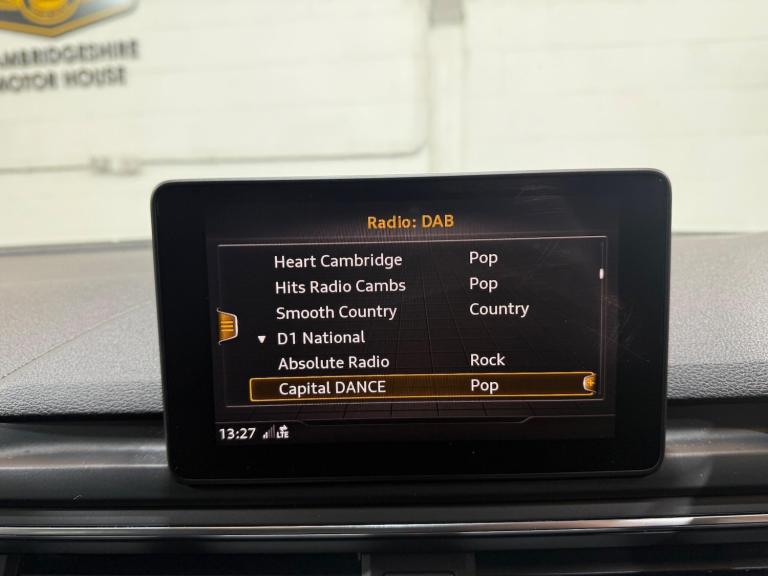 MBRIDGESHIRE
MOTOR HOUSE
Radio: DAB
Heart Cambridge Pop
Hits Radio Cambs Pop
Smooth Country Country
D1 National
Absolute Radio Rock
Capital DANCE Pop
13:27 LTE